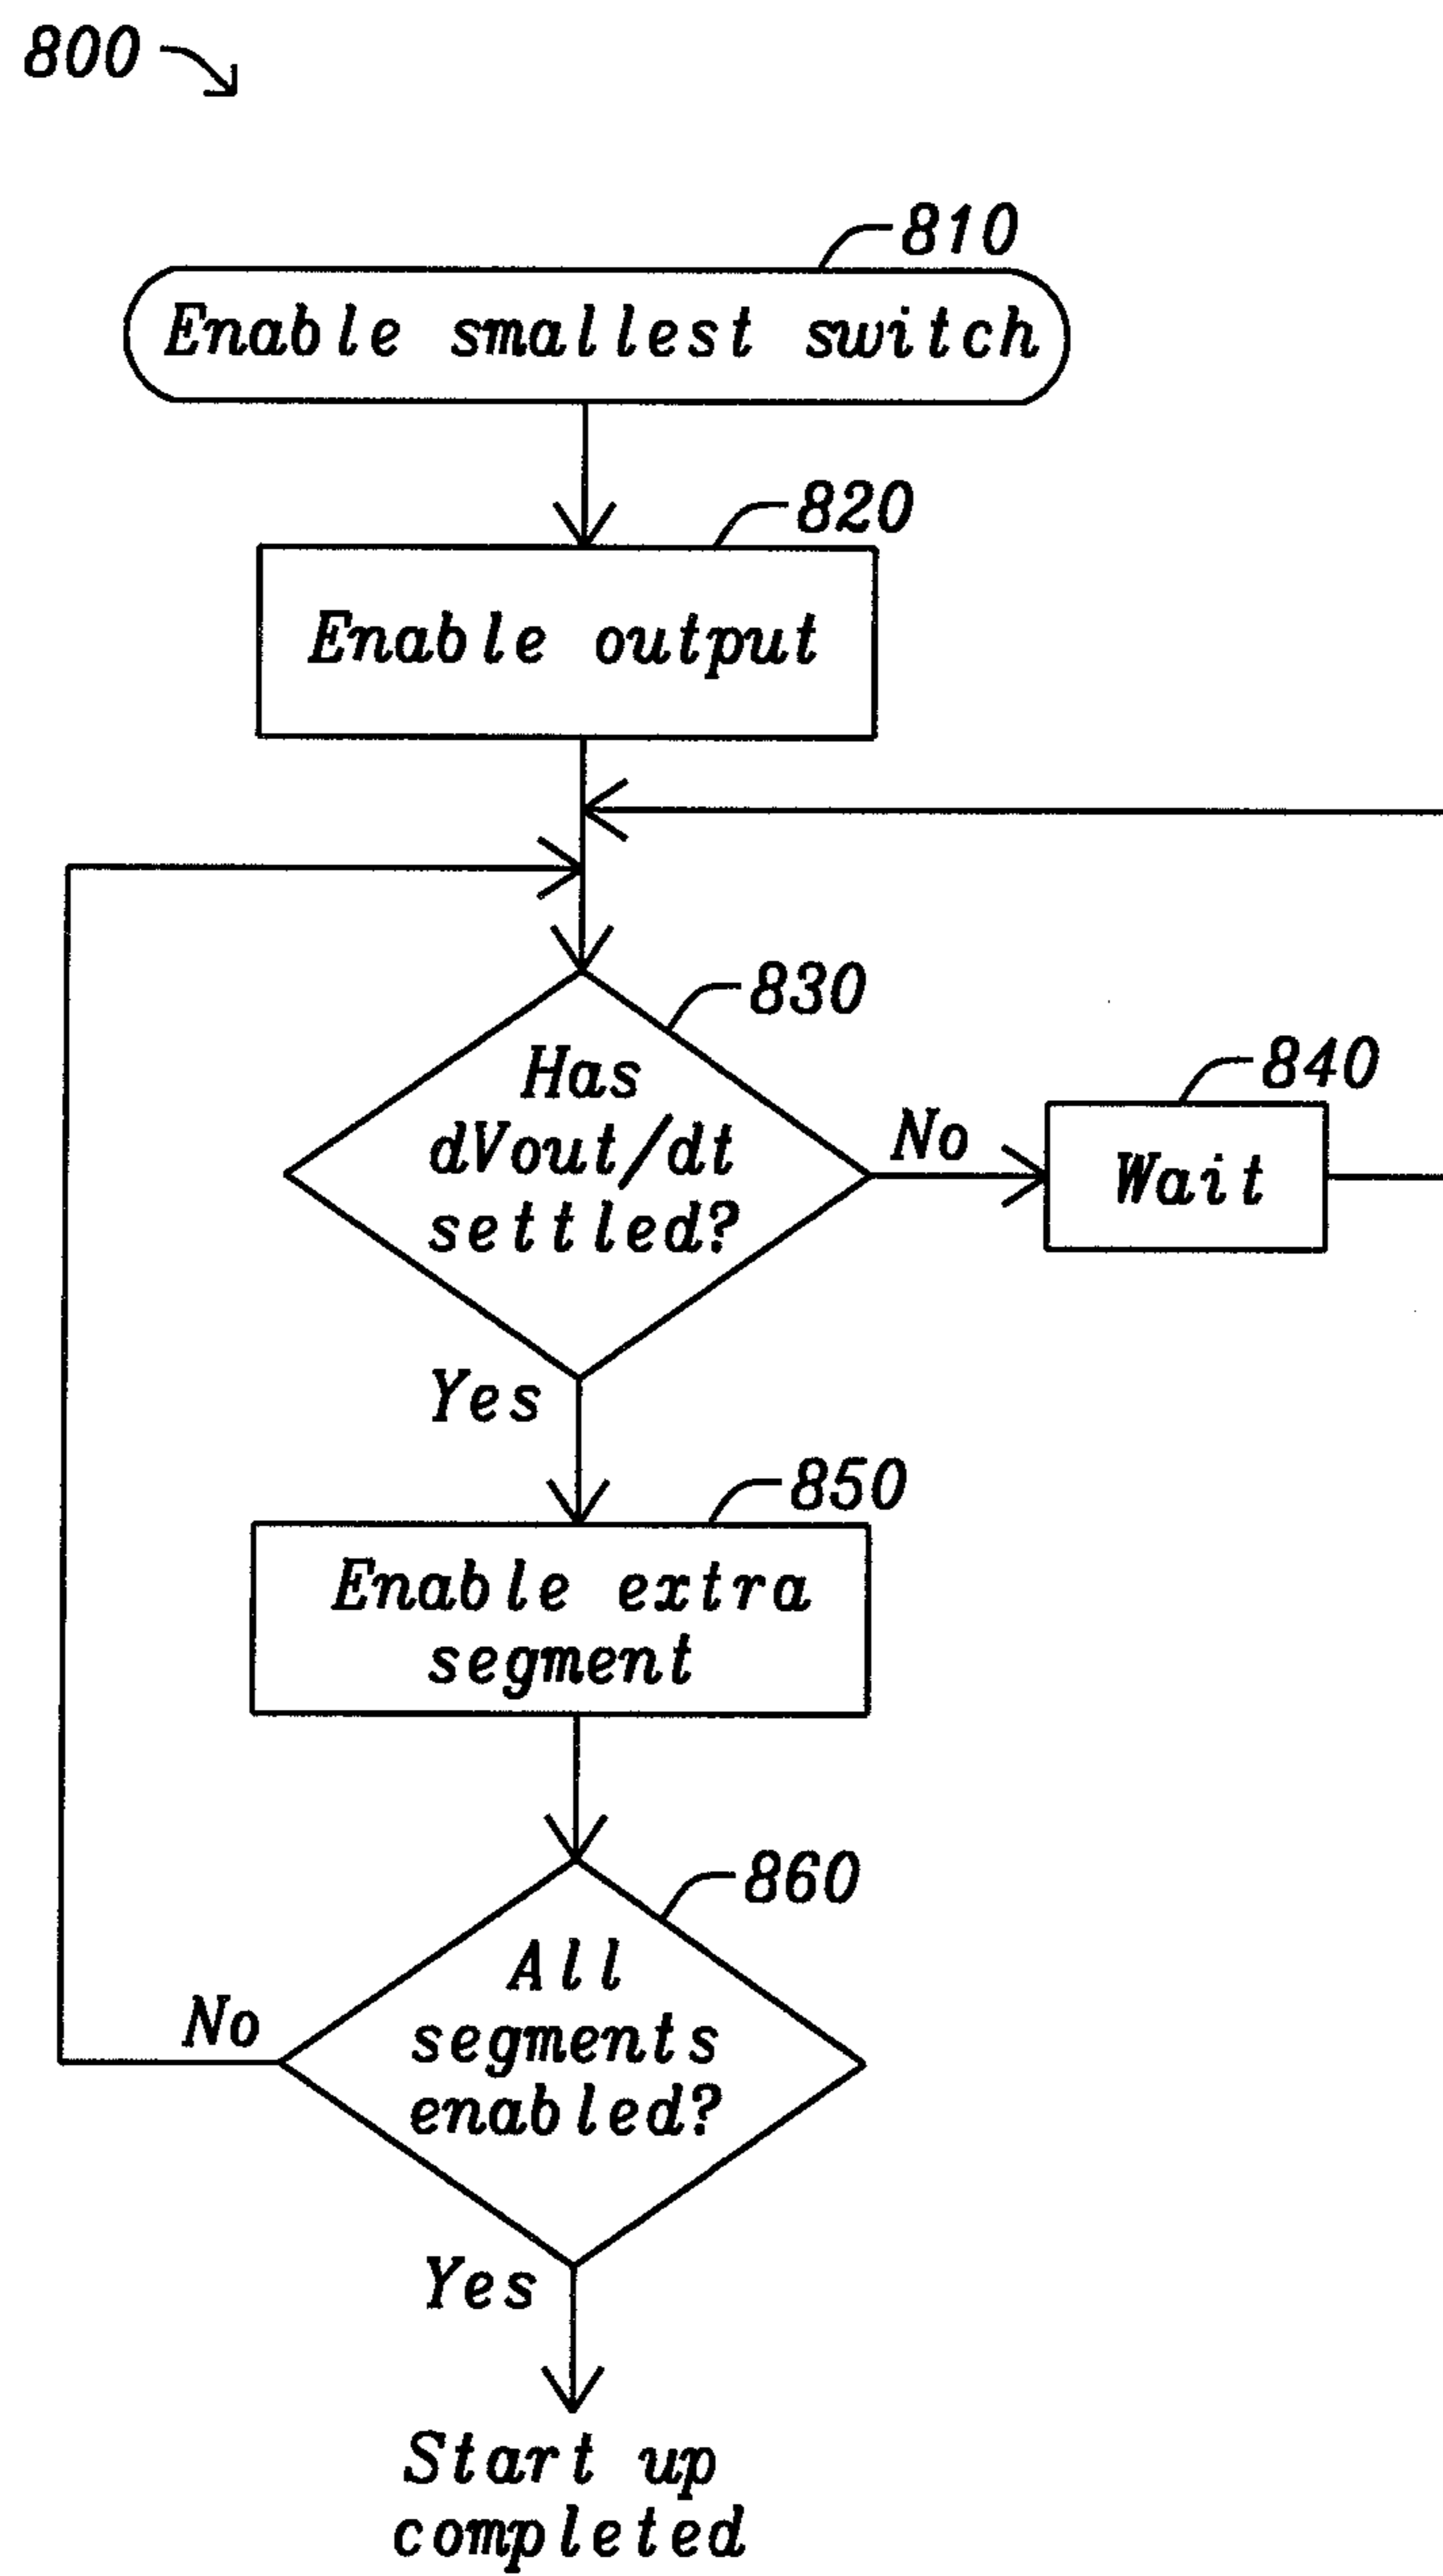 800
810
Enable smallest switch
820
Enable output
830
Has
dVout/dt
settled?
No
840
Wait
Yes
850
Enable extra
segment
860
All
segments
enabled?
No
Yes
Start up
completed